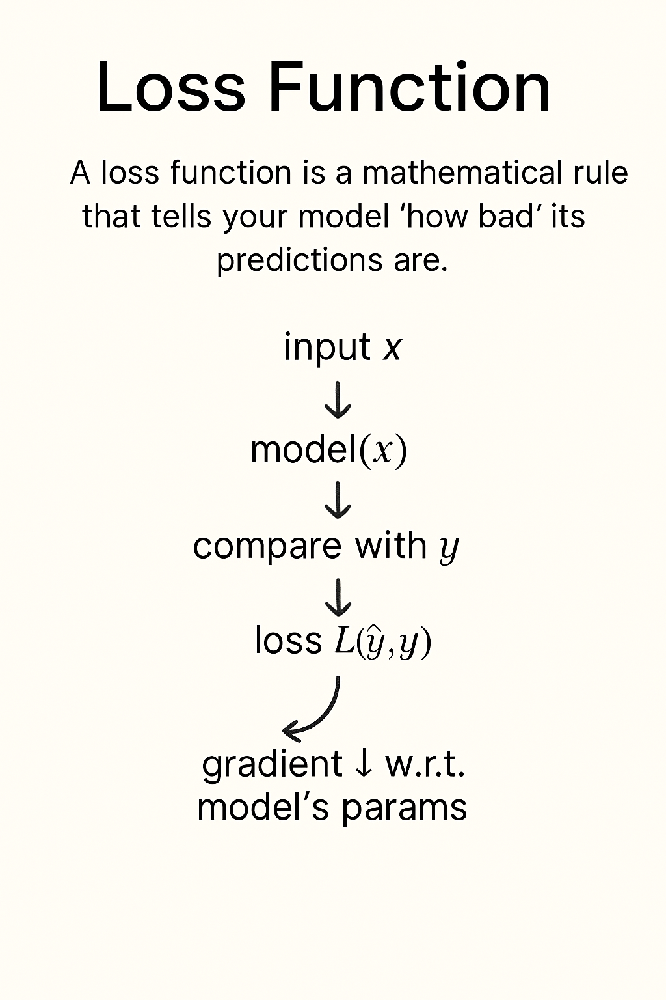 Loss Function
A loss function is a mathematical rule
that tells your model ‘how bad’ its
predictions are.
input x
↓
model(x)
↓
compare with y
↓
loss L(ŷ,y)
gradient ↓ w.r.t.
model’s params